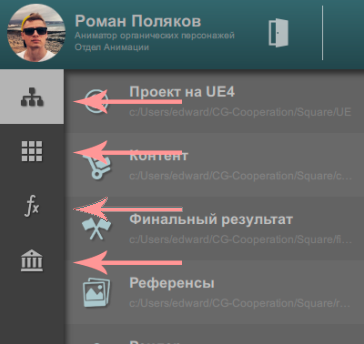 Роман Поляков
Аниматор органических персонажей
Отдел Анимации
Проект на UE4
c:/Users/edward/CG-Cooperation/Square/UE
Контент
c:/Users/edward/CG-Cooperation/Square/c...
fx
Финальный результат
c:/Users/edward/CG-Cooperation/Square/fi...
Референсы
c:/Users/edward/CG-Cooperation/Square/r...